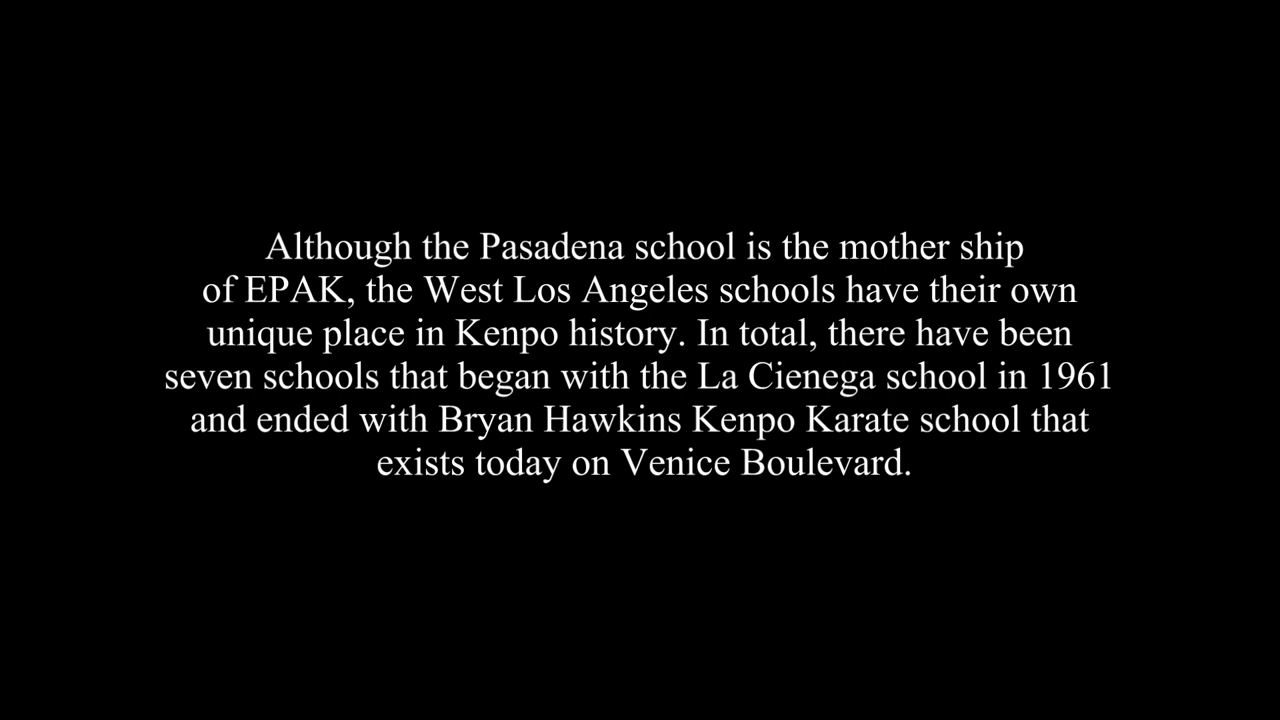 Although the Pasadena school is the mother ship
of EPAK, the West Los Angeles schools have their own
unique place in Kenpo history. In total, there have been
seven schools that began with the La Cienega school in 1961
and ended with Bryan Hawkins Kenpo Karate school that
exists today on Venice Boulevard.